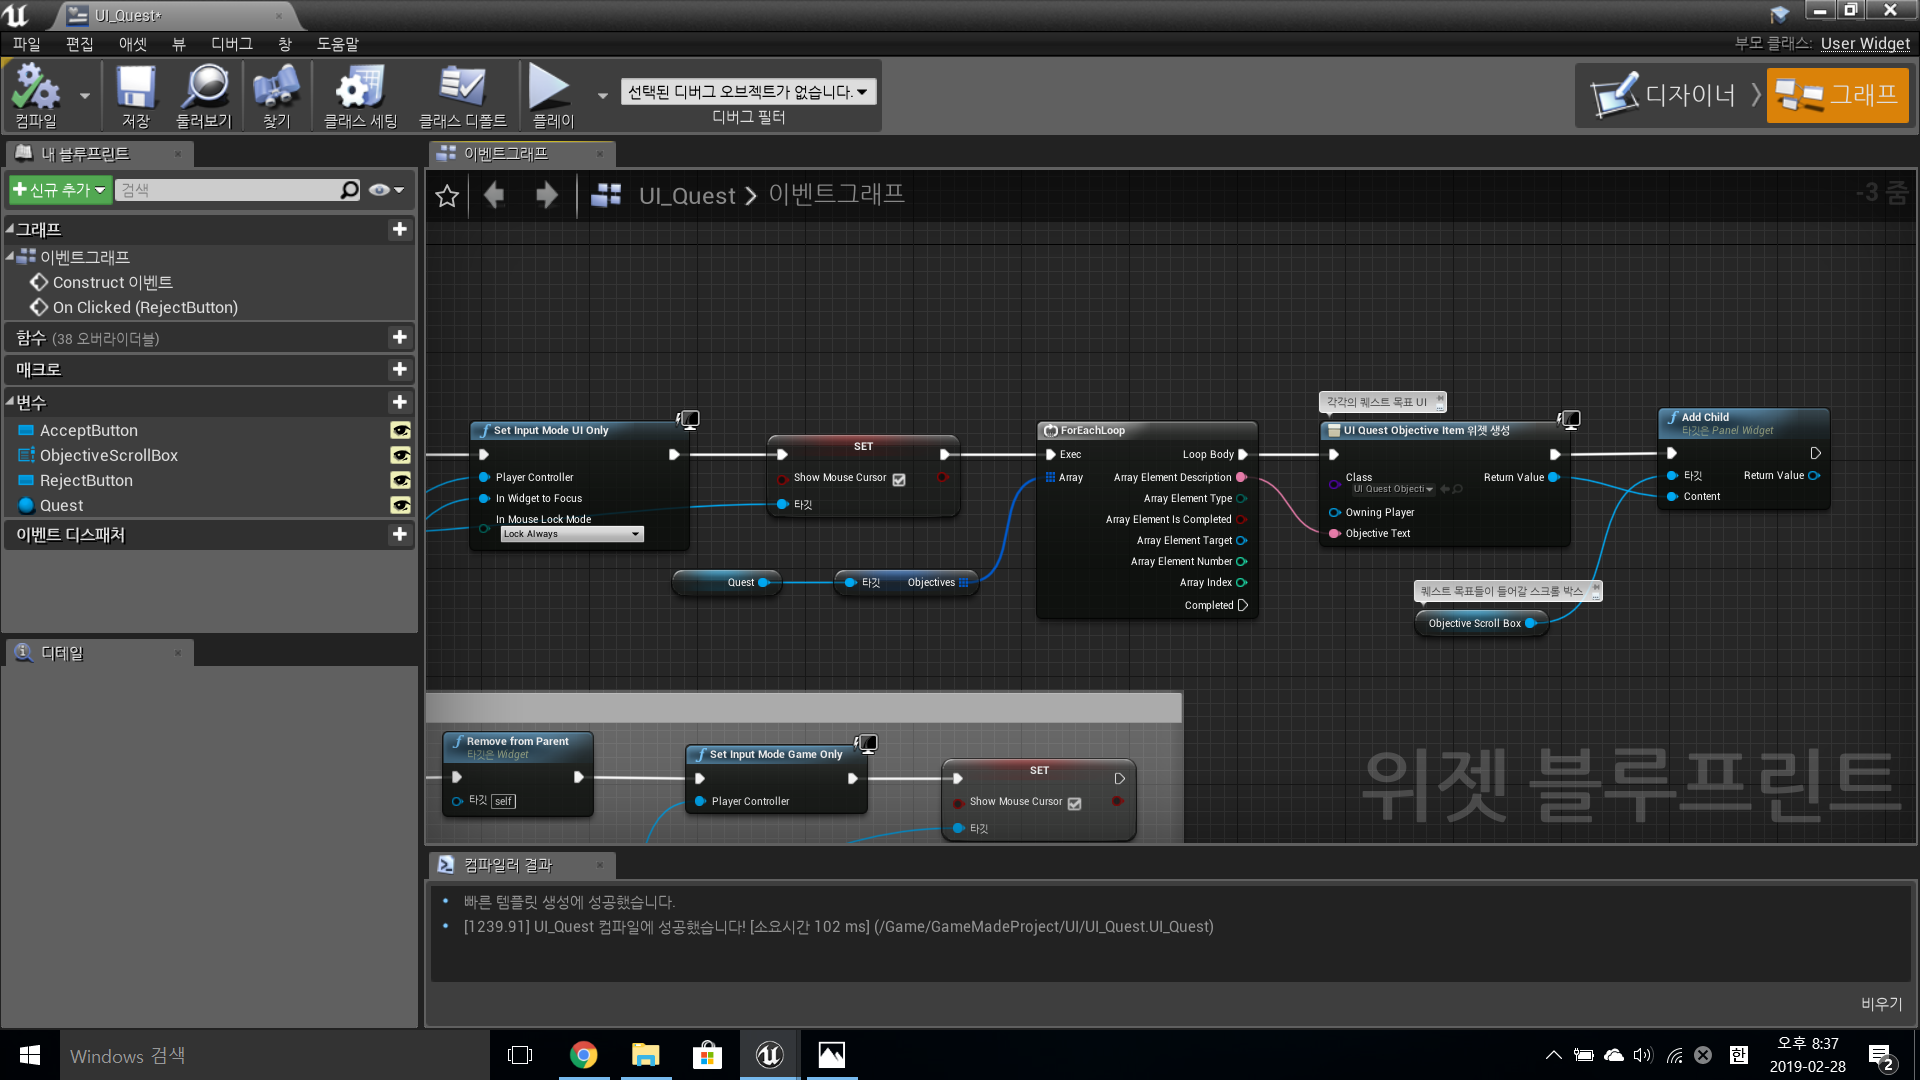 UI_Quest*
파일 편집 애셋 뷰 디버그 창 도움말
부모 클래스: User Widget
컴파일 저장 둘러보기 찾기 클래스 세팅 클래스 디폴트 플레이
선택된 디버그 오브젝트가 없습니다.
디버그 필터
디자이너 그래프
내 블루프린트
신규 추가 검색
그래프
이벤트그래프
Construct 이벤트
On Clicked (RejectButton)
함수 (38 오버라이더블)
매크로
변수
AcceptButton
ObjectiveScrollBox
RejectButton
Quest
이벤트 디스패처
디테일
이벤트그래프
UI_Quest 이벤트그래프
-3 줌
Set Input Mode UI Only
Player Controller
In Widget to Focus
In Mouse Lock Mode
Lock Always
SET
Show Mouse Cursor
타깃
Quest
타깃 Objectives
ForEachLoop
Exec Loop Body
Array Array Element Description
Array Element Type
Array Element Is Completed
Array Element Target
Array Element Number
Array Index
Completed
각각의 퀘스트 목표 UI
UI Quest Objective Item 위젯 생성
Class Return Value
UI Quest Objecti
Owning Player
Objective Text
퀘스트 목표들이 들어갈 스크롤 박스
Objective Scroll Box
Add Child
타깃은 Panel Widget
타깃 Return Value
Content
Remove from Parent
타깃은 Widget
타깃 self
Set Input Mode Game Only
Player Controller
SET
Show Mouse Cursor
타깃
위젯 블루프린트
컴파일러 결과
빠른 템플릿 생성에 성공했습니다.
[1239.91] UI_Quest 컴파일에 성공했습니다! [소요시간 102 ms] (/Game/GameMadeProject/UI/UI_Quest.UI_Quest)
비우기
Windows 검색
한
오후 8:37
2019-02-28
2